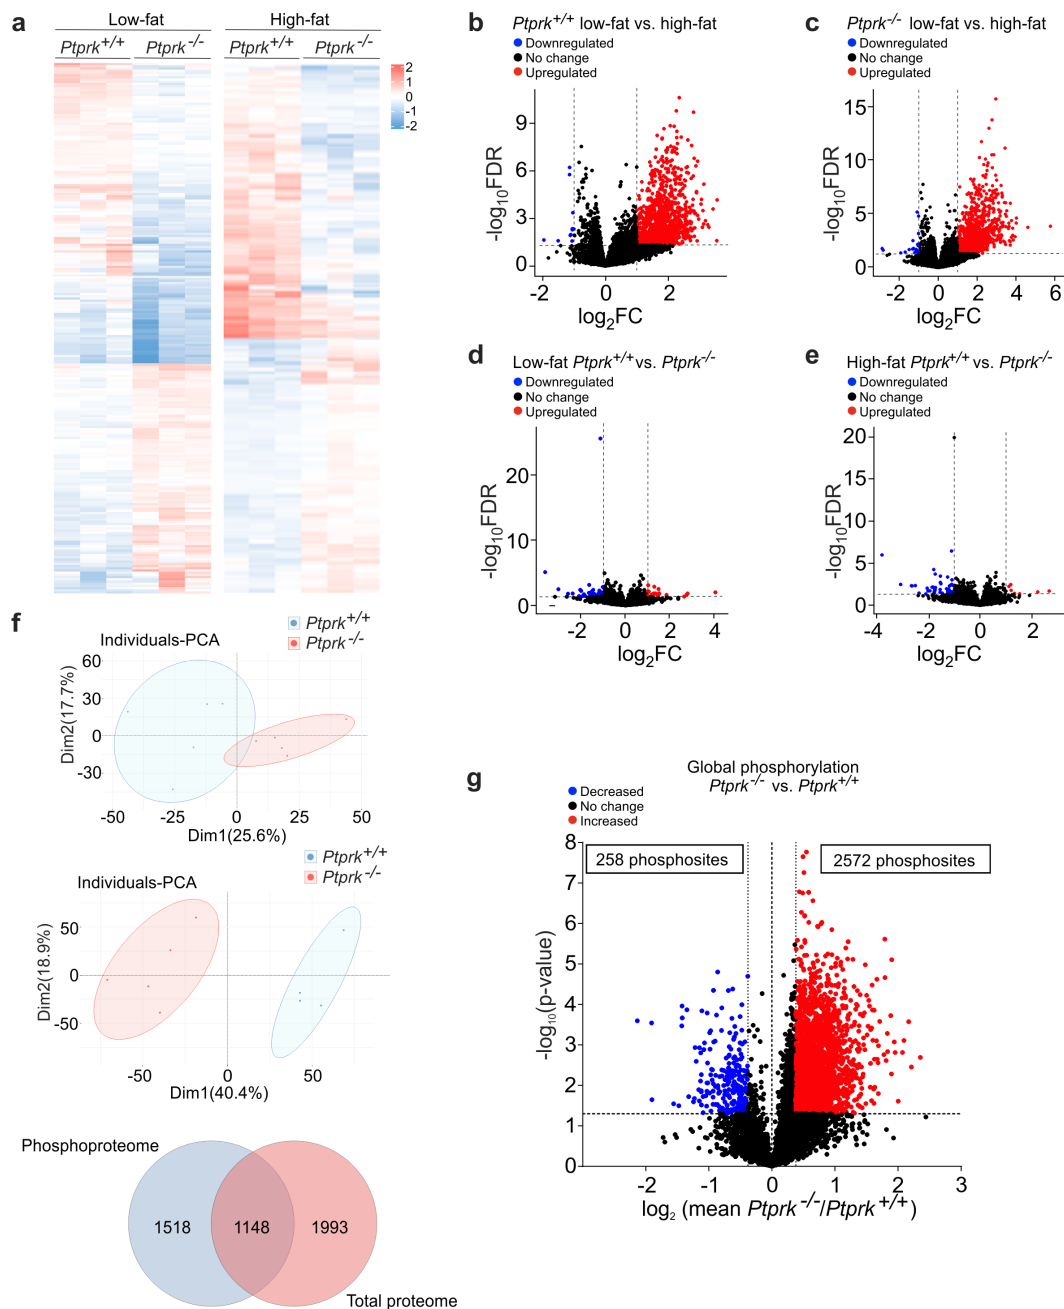 a
Low-fat
High-fat
Ptprk+/+
Ptprk-/-
Ptprk+/+
Ptprk-/-
2
1
0
-1
-2
b
Ptprk+/+ low-fat vs. high-fat
Downregulated
No change
Upregulated
-log10FDR
9
6
3
0
-2
0
2
log2FC
c
Ptprk-/- low-fat vs. high-fat
Downregulated
No change
Upregulated
-log10FDR
15
10
5
0
-2
0
2
4
6
log2FC
d
Low-fat Ptprk+/+ vs. Ptprk-/-
Downregulated
No change
Upregulated
-log10FDR
20
10
0
-2
0
2
4
log2FC
e
High-fat Ptprk+/+ vs. Ptprk-/-
Downregulated
No change
Upregulated
-log10FDR
20
15
10
5
0
-4
-2
0
2
log2FC
f
Ptprk+/+
Ptprk-/-
Individuals-PCA
Dim2(17.7%)
60
30
0
-30
-50
-25
0
25
50
Dim1(25.6%)
Ptprk+/+
Ptprk-/-
Individuals-PCA
Dim2(18.9%)
50
0
-50
-50
0
50
Dim1(40.4%)
Phosphoproteome
1518
1148
1993
Total proteome
g
Global phosphorylation
Ptprk-/- vs. Ptprk+/+
Decreased
No change
Increased
258 phosphosites
2572 phosphosites
-log10(p-value)
8
7
6
5
4
3
2
1
0
-2
-1
0
1
2
3
log2 (mean Ptprk-/-/Ptprk+/+)